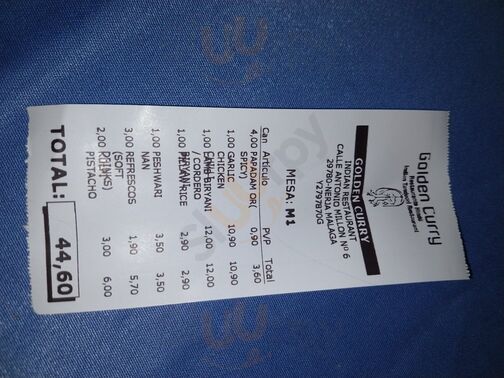 Golden Curry
GOLDEN CURRY
INDIAN RESTAURANT
CALLE ANTONIO MILLON Nº 6
29780-NERJA MALAGA
Y2797870G
MESA: M1
Can Artículo PVP Total
4,00 PAPADAM OR 0,90 3,60
SPICY)
1,00 GARLIC 10,90 10,90
CHICKEN
1,00 LAMB BIRYANI 12,00 12,00
/ CORDERO
1,00 PILAU RICE 2,90 2,90
1,00 PESHWARI 3,50 3,50
NAN
3,00 REFRESCOS 1,90 5,70
(SOFT
DRINKS)
2,00 3,00 6,00
PISTACHO
TOTAL: 44,60